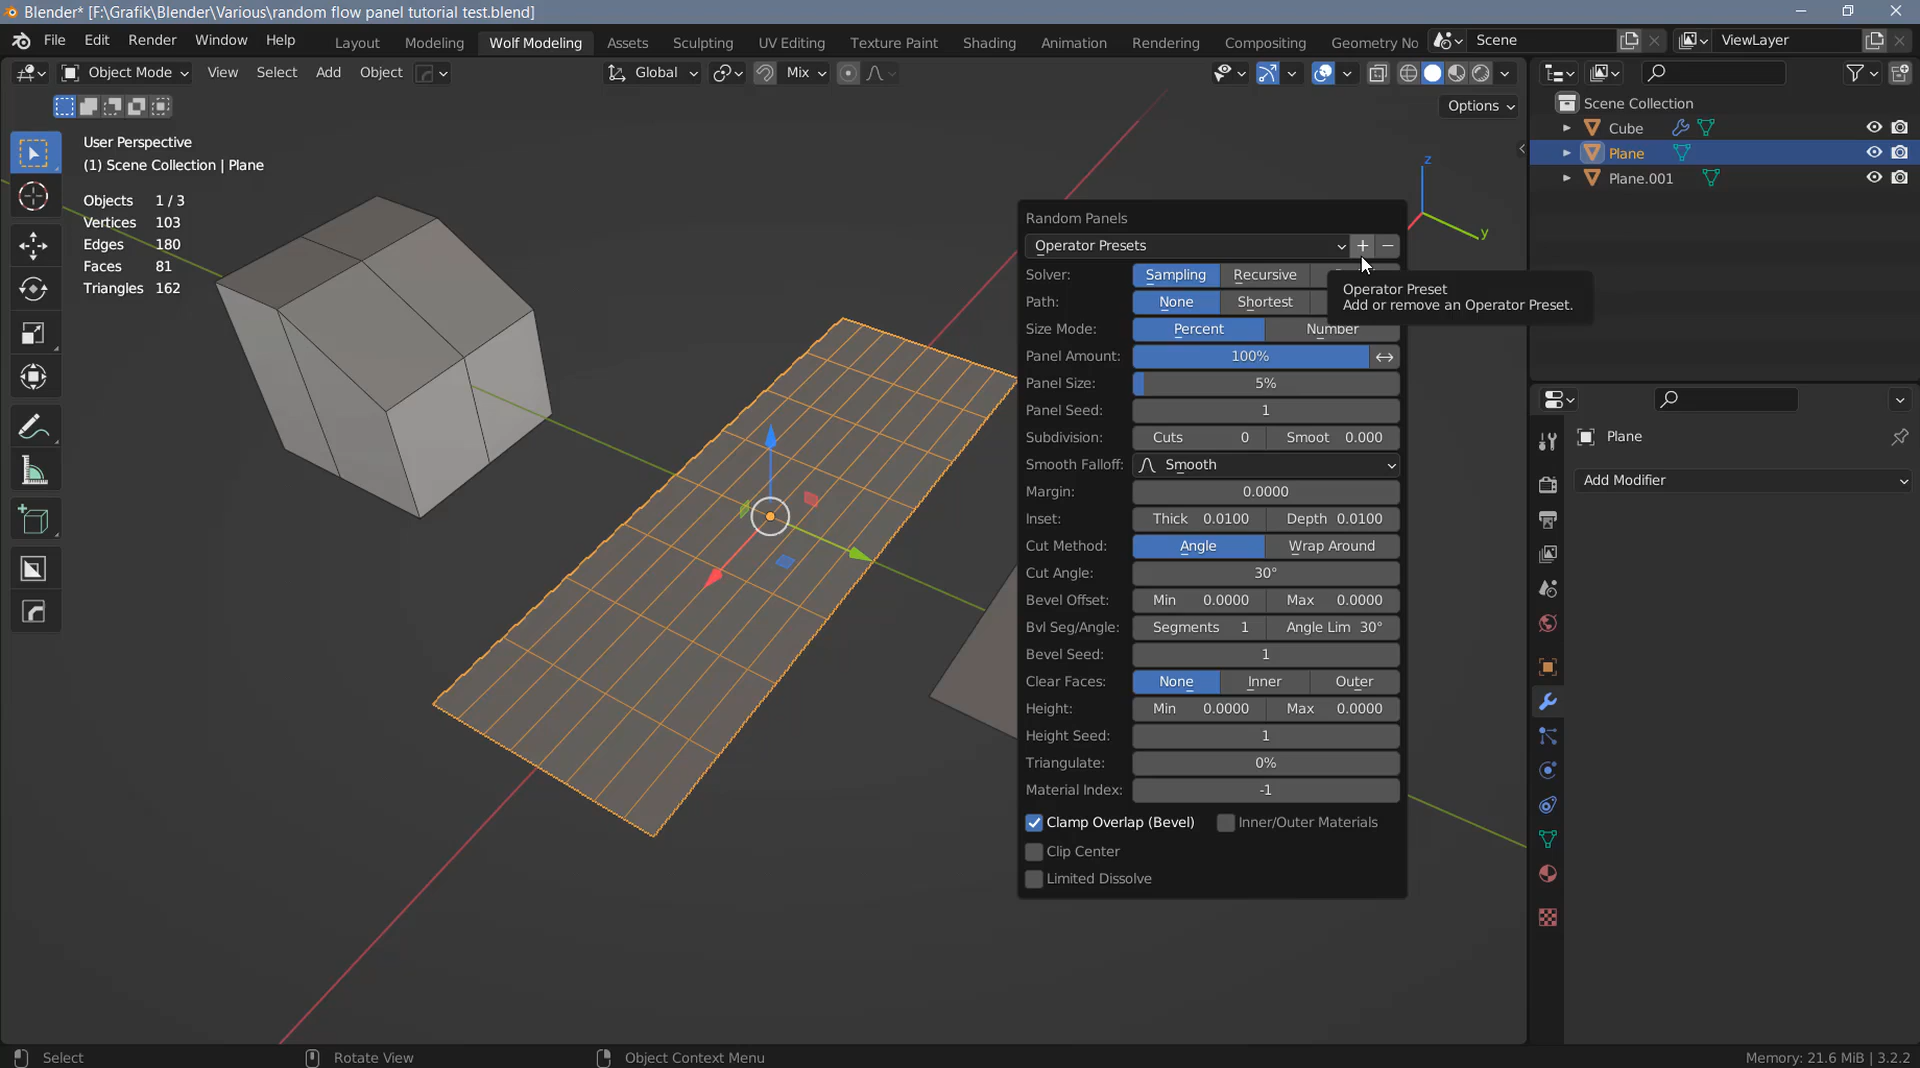 Blender* [F:\Grafik\Blender\Various\random flow panel tutorial test.blend]
File Edit Render Window Help Layout Modeling Wolf Modeling Assets Sculpting UV Editing Texture Paint Shading Animation Rendering Compositing Geometry No Scene ViewLayer
Object Mode View Select Add Object Global Mix
Options
Scene Collection
Cube
Plane
Plane.001
User Perspective
(1) Scene Collection | Plane
Objects 1 / 3
Vertices 103
Edges 180
Faces 81
Triangles 162
z
y
Random Panels
Operator Presets
Solver: Sampling Recursive
Path: None Shortest
Operator Preset
Add or remove an Operator Preset.
Size Mode: Percent Number
Panel Amount: 100%
Panel Size: 5%
Panel Seed: 1
Subdivision: Cuts 0 Smoot 0.000
Smooth Falloff: Smooth
Margin: 0.0000
Inset: Thick 0.0100 Depth 0.0100
Cut Method: Angle Wrap Around
Cut Angle: 30°
Bevel Offset: Min 0.0000 Max 0.0000
Bvl Seg/Angle: Segments 1 Angle Lim 30°
Bevel Seed: 1
Clear Faces: None Inner Outer
Height: Min 0.0000 Max 0.0000
Height Seed: 1
Triangulate: 0%
Material Index: -1
Clamp Overlap (Bevel) Inner/Outer Materials
Clip Center
Limited Dissolve
Plane
Add Modifier
Select Rotate View Object Context Menu Memory: 21.6 MiB | 3.2.2